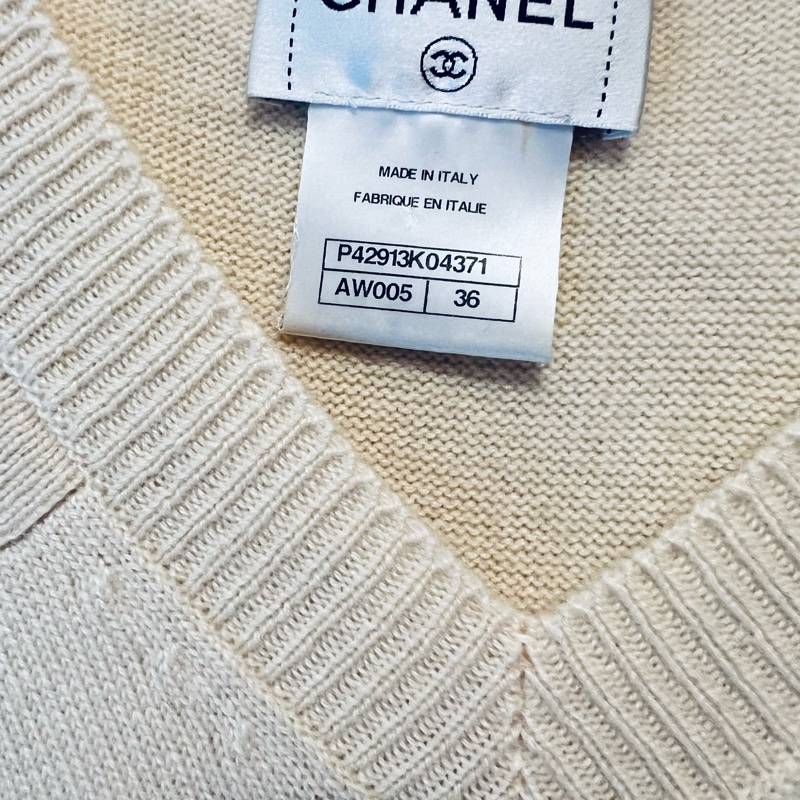 CHANEL
MADE IN ITALY
FABRIQUE EN ITALIE
P42913K04371
AW005 36